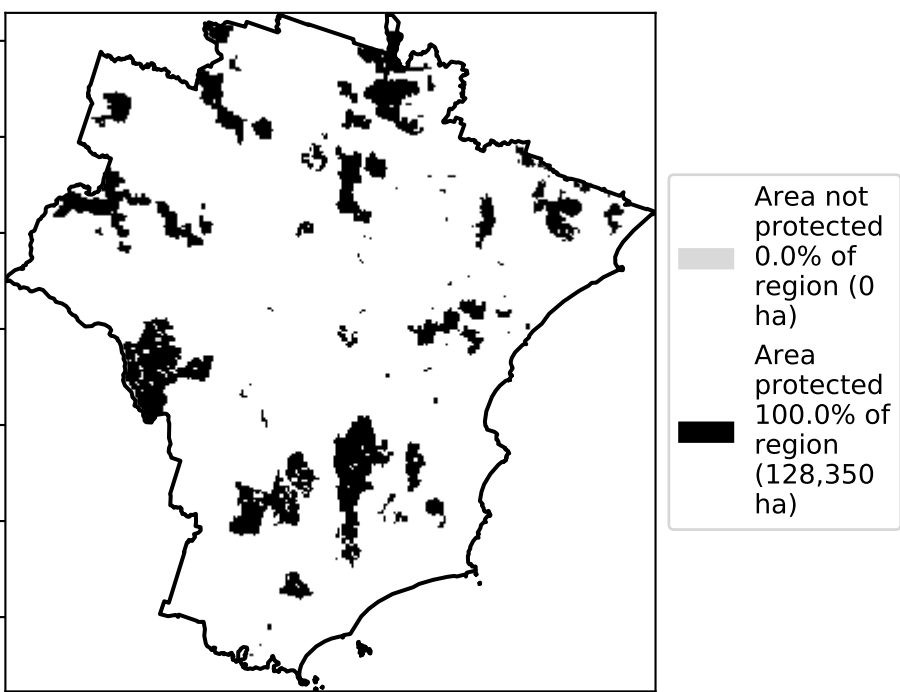 Area not
protected
0.0% of
region (0
ha)
Area
protected
100.0% of
region
(128,350
ha)